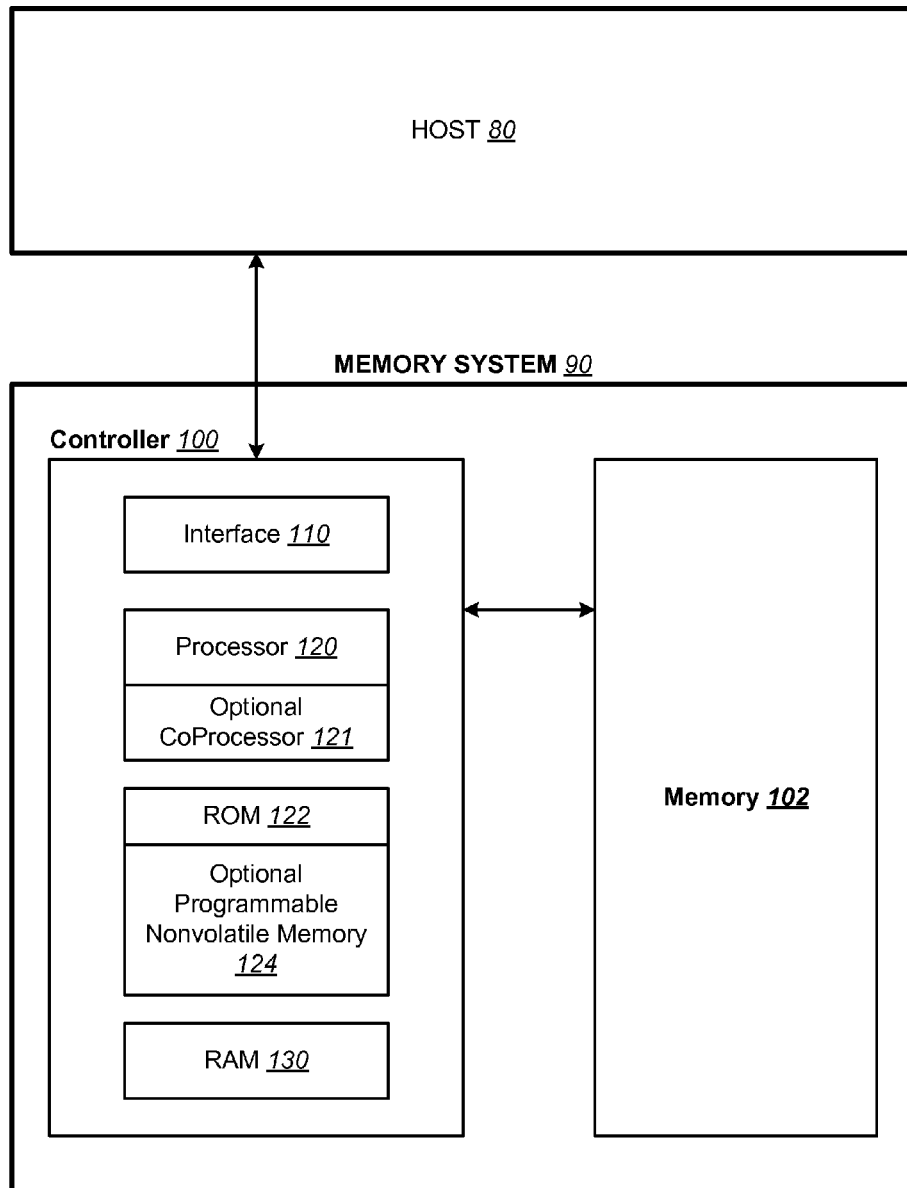 HOST 80
MEMORY SYSTEM 90
Controller 100
Interface 110
Processor 120
Optional
CoProcessor 121
ROM 122
Optional
Programmable
Nonvolatile Memory
124
RAM 130
Memory 102